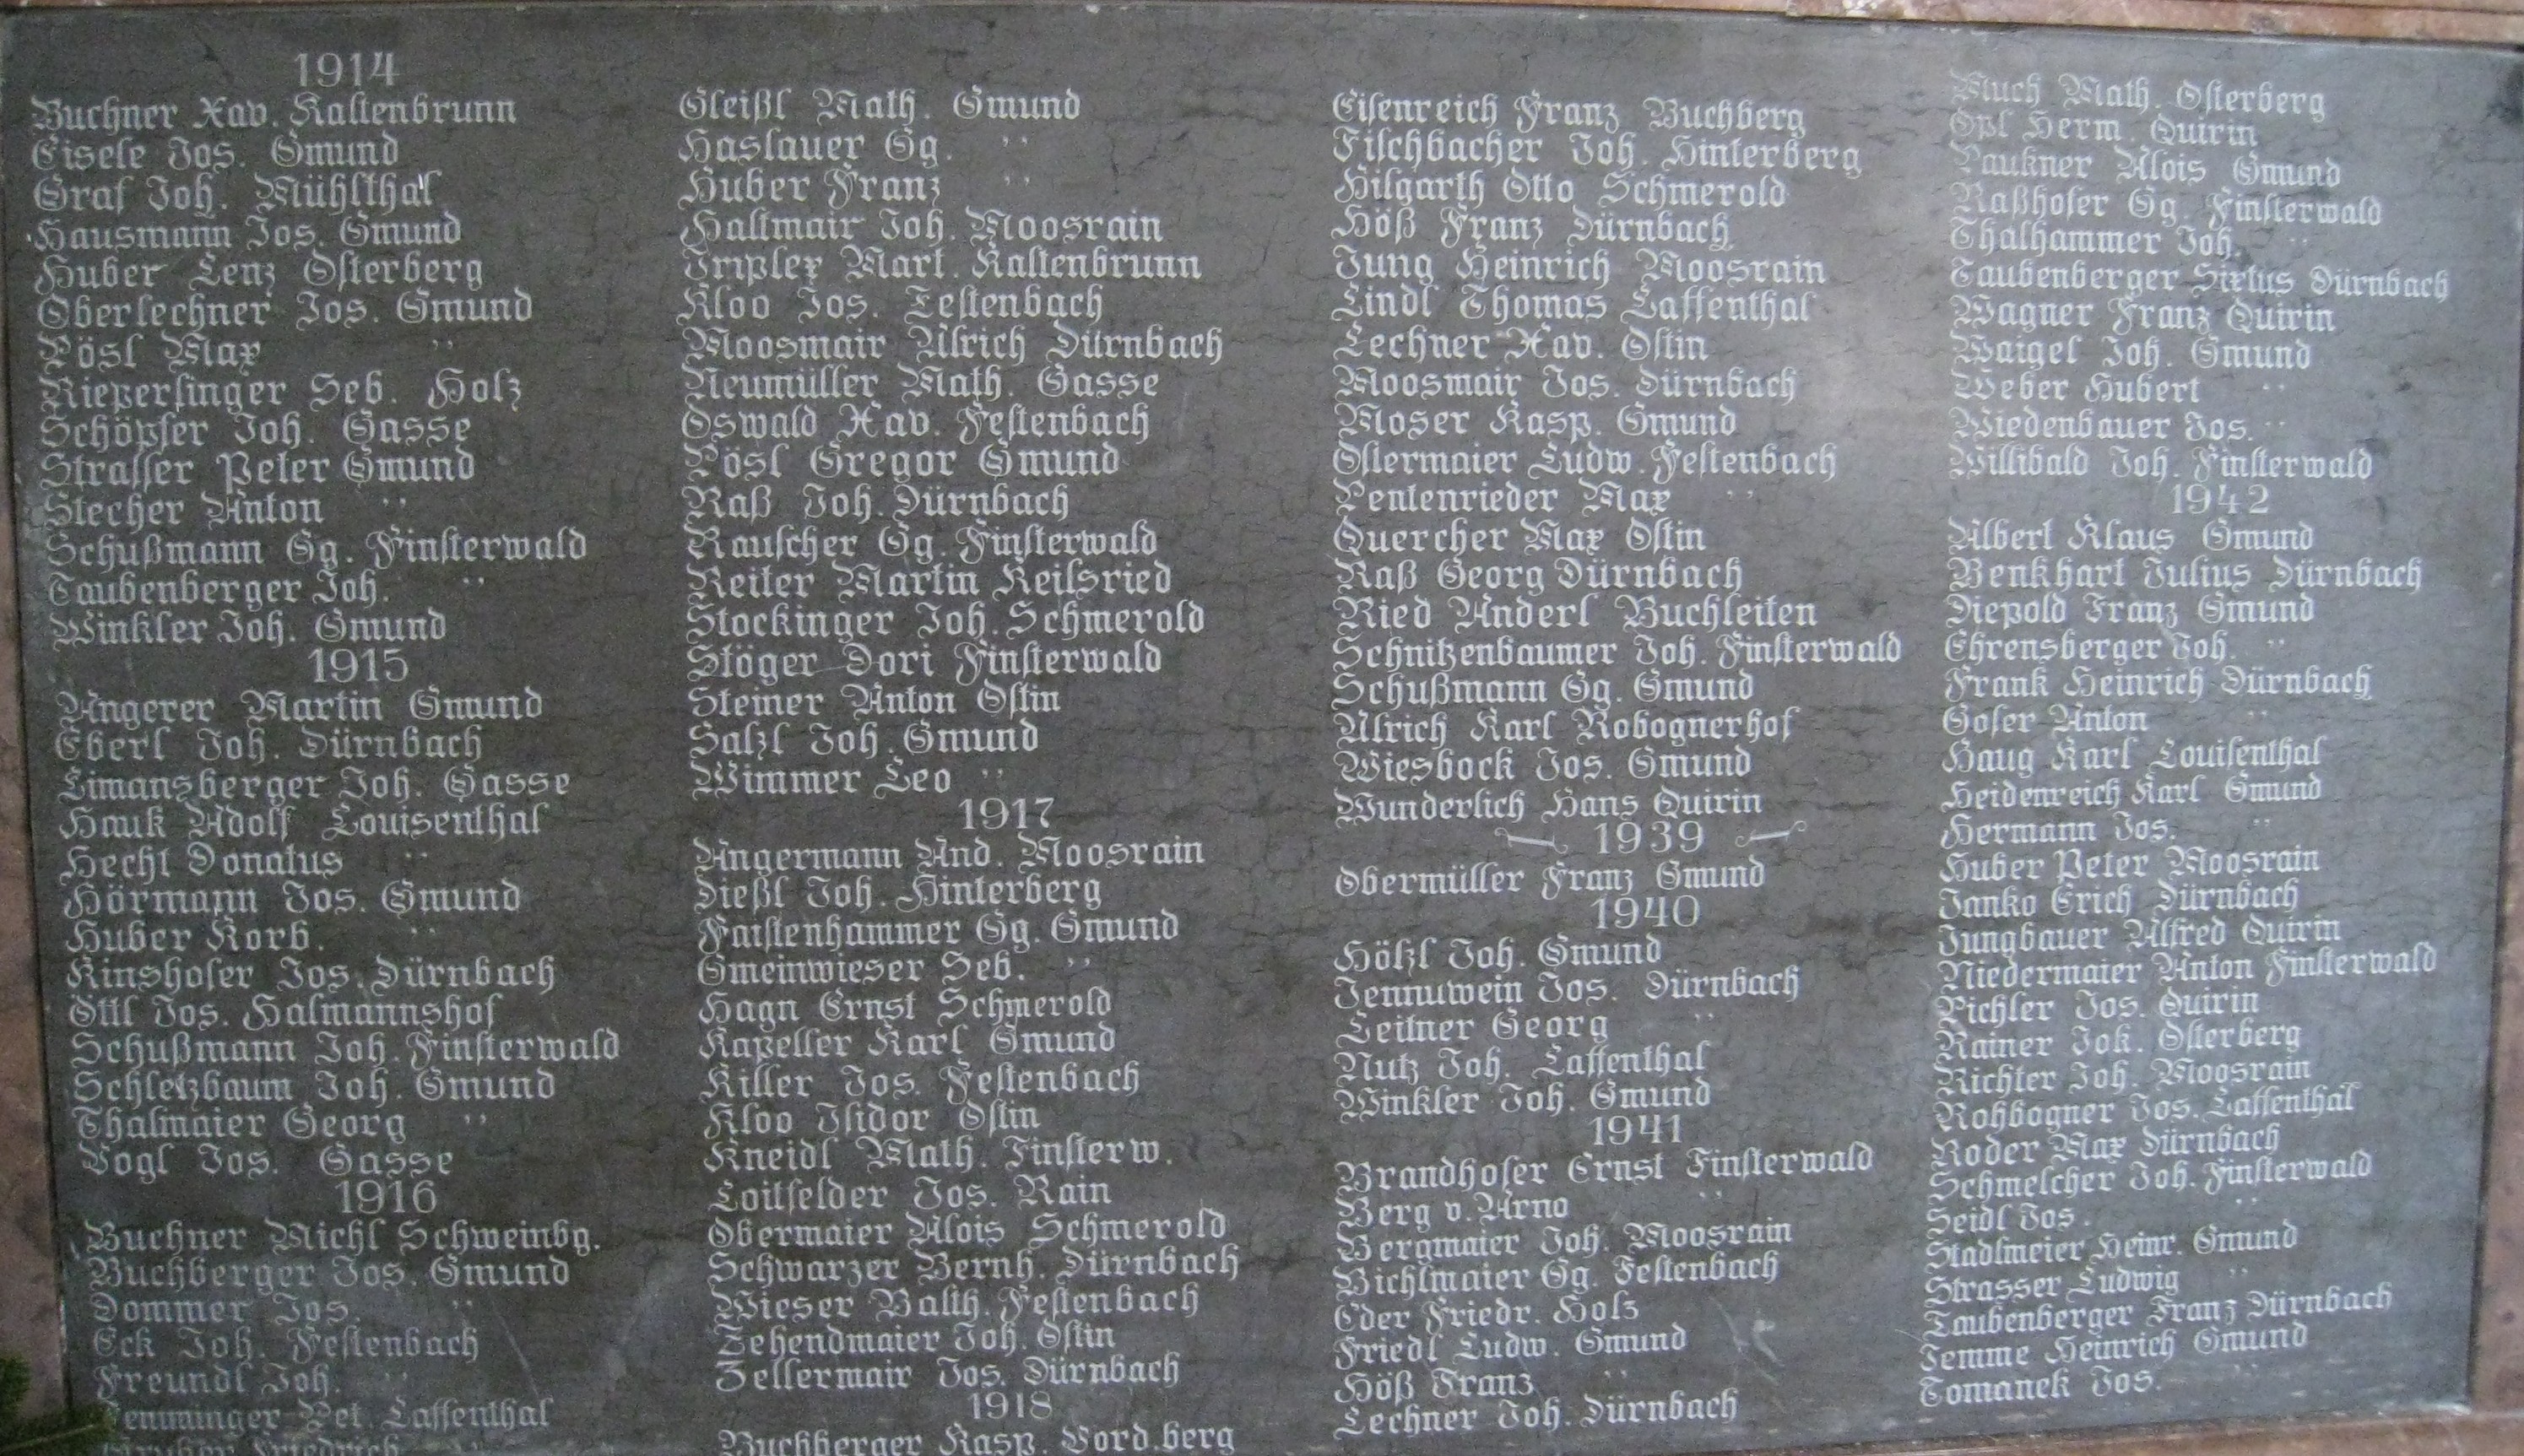 1914
Buchner Xav. Kaltenbrunn
Eisele Jos. Gmund
Graf Joh. Mühlthal
Hausmann Jos. Gmund
Huber Lenz Osterberg
Oberlechner Jos. Gmund
Pösl Max "
Riepertinger Seb. Holz
Schöpfer Joh. Gasse
Strasser Peter Gmund
Stecher Anton "
Schußmann Gg. Finsterwald
Taubenberger Joh. "
Winkler Joh. Gmund
1915
Angerer Martin Gmund
Eberl Joh. Dürnbach
Limansberger Joh. Gasse
Hauk Adolf Louisenthal
Hecht Donatus "
Hörmann Jos. Gmund
Huber Korb. "
Kinshofer Jos. Dürnbach
Öttl Jos. Halmannshof
Schußmann Joh. Finsterwald
Schletzbaum Joh. Gmund
Thalmaier Georg "
Vogl Jos. Gasse
1916
Buchner Michl Schweinbg.
Buchberger Jos. Gmund
Dommer Jos. "
Eck Joh. Festenbach
Freundl Joh. "
Pet. Laffenthal
Friedrich "
Gleißl Math. Gmund
Haslauer Gg. "
Huber Franz "
Haltmair Joh. Moosrain
Impler Mart. Kaltenbrunn
Kloo Jos. Festenbach
Moosmair Ulrich Dürnbach
Neumüller Math. Gasse
Oswald Xav. Festenbach
Pösl Gregor Gmund
Raß Joh. Dürnbach
Rauscher Gg. Finsterwald
Reiter Martin Keilsried
Stockinger Joh. Schmerold
Stöger Dori Finsterwald
Steiner Anton Ostin
Salzl Joh. Gmund
Wimmer Leo "
1917
Angermann And. Moosrain
Dießl Joh. Hinterberg
Faistenhammer Gg. Gmund
Gmeinwieser Seb. "
Hagn Ernst Schmerold
Kapeller Karl Gmund
Killer Jos. Festenbach
Kloo Isidor Ostin
Kneidl Math. Finsterw.
Loitfelder Jos. Rain
Obermaier Alois Schmerold
Schwarzer Bernh. Dürnbach
Wieser Balth. Festenbach
Zehendmaier Joh. Ostin
Zellermair Jos. Dürnbach
1918
Buchberger Kasp. Vord.berg
Eisenreich Franz Buchberg
Fischbacher Joh. Hinterberg
Hilgarth Otto Schmerold
Höß Franz Dürnbach
Jung Heinrich Moosrain
Lindl Thomas Laffenthal
Lechner Xav. Ostin
Moosmair Jos. Dürnbach
Moser Kasp. Gmund
Ostermaier Ludw. Festenbach
Pentenrieder Max "
Quercher Max Ostin
Raß Georg Dürnbach
Ried Anderl Buchleiten
Schnitzenbaumer Joh. Finsterwald
Schußmann Gg. Gmund
Ulrich Karl Robognerhof
Wiesbock Jos. Gmund
Wunderlich Hans Quirin
1939
Obermüller Franz Gmund
1940
Hölzl Joh. Gmund
Jennuwein Jos. Dürnbach
Leitner Georg "
Nutz Joh. Laffenthal
Winkler Joh. Gmund
1941
Brandhofer Ernst Finsterwald
Berg v. Arno "
Bergmaier Joh. Moosrain
Bichlmaier Gg. Festenbach
Eder Friedr. Holz
Friedl Ludw. Gmund
Höß Franz "
Lechner Joh. Dürnbach
Much Math. Osterberg
Opl Herm. Quirin
Paukner Alois Gmund
Raßhofer Gg. Finsterwald
Thalhammer Joh. "
Taubenberger Sixtus Dürnbach
Wagner Franz Quirin
Waigel Joh. Gmund
Weber Hubert "
Wiedenbauer Jos. "
Willibald Joh. Finsterwald
1942
Albert Klaus Gmund
Benkhart Julius Dürnbach
Diepold Franz Gmund
Ehrensberger Joh. "
Frank Heinrich Dürnbach
Gofer Anton "
Haug Karl Louisenthal
Heidenreich Karl Gmund
Hermann Jos. "
Huber Peter Moosrain
Janko Erich Dürnbach
Jungbauer Alfred Quirin
Niedermaier Anton Finsterwald
Pichler Jos. Quirin
Rainer Jok. Osterberg
Richter Joh. Moosrain
Rohbogner Jos. Laffenthal
Roder Max Dürnbach
Schmelcher Joh. Finsterwald
Seidl Jos. "
Stadlmeier Heinr. Gmund
Strasser Ludwig "
Taubenberger Franz Dürnbach
Temme Heinrich Gmund
Tomanek Jos. "